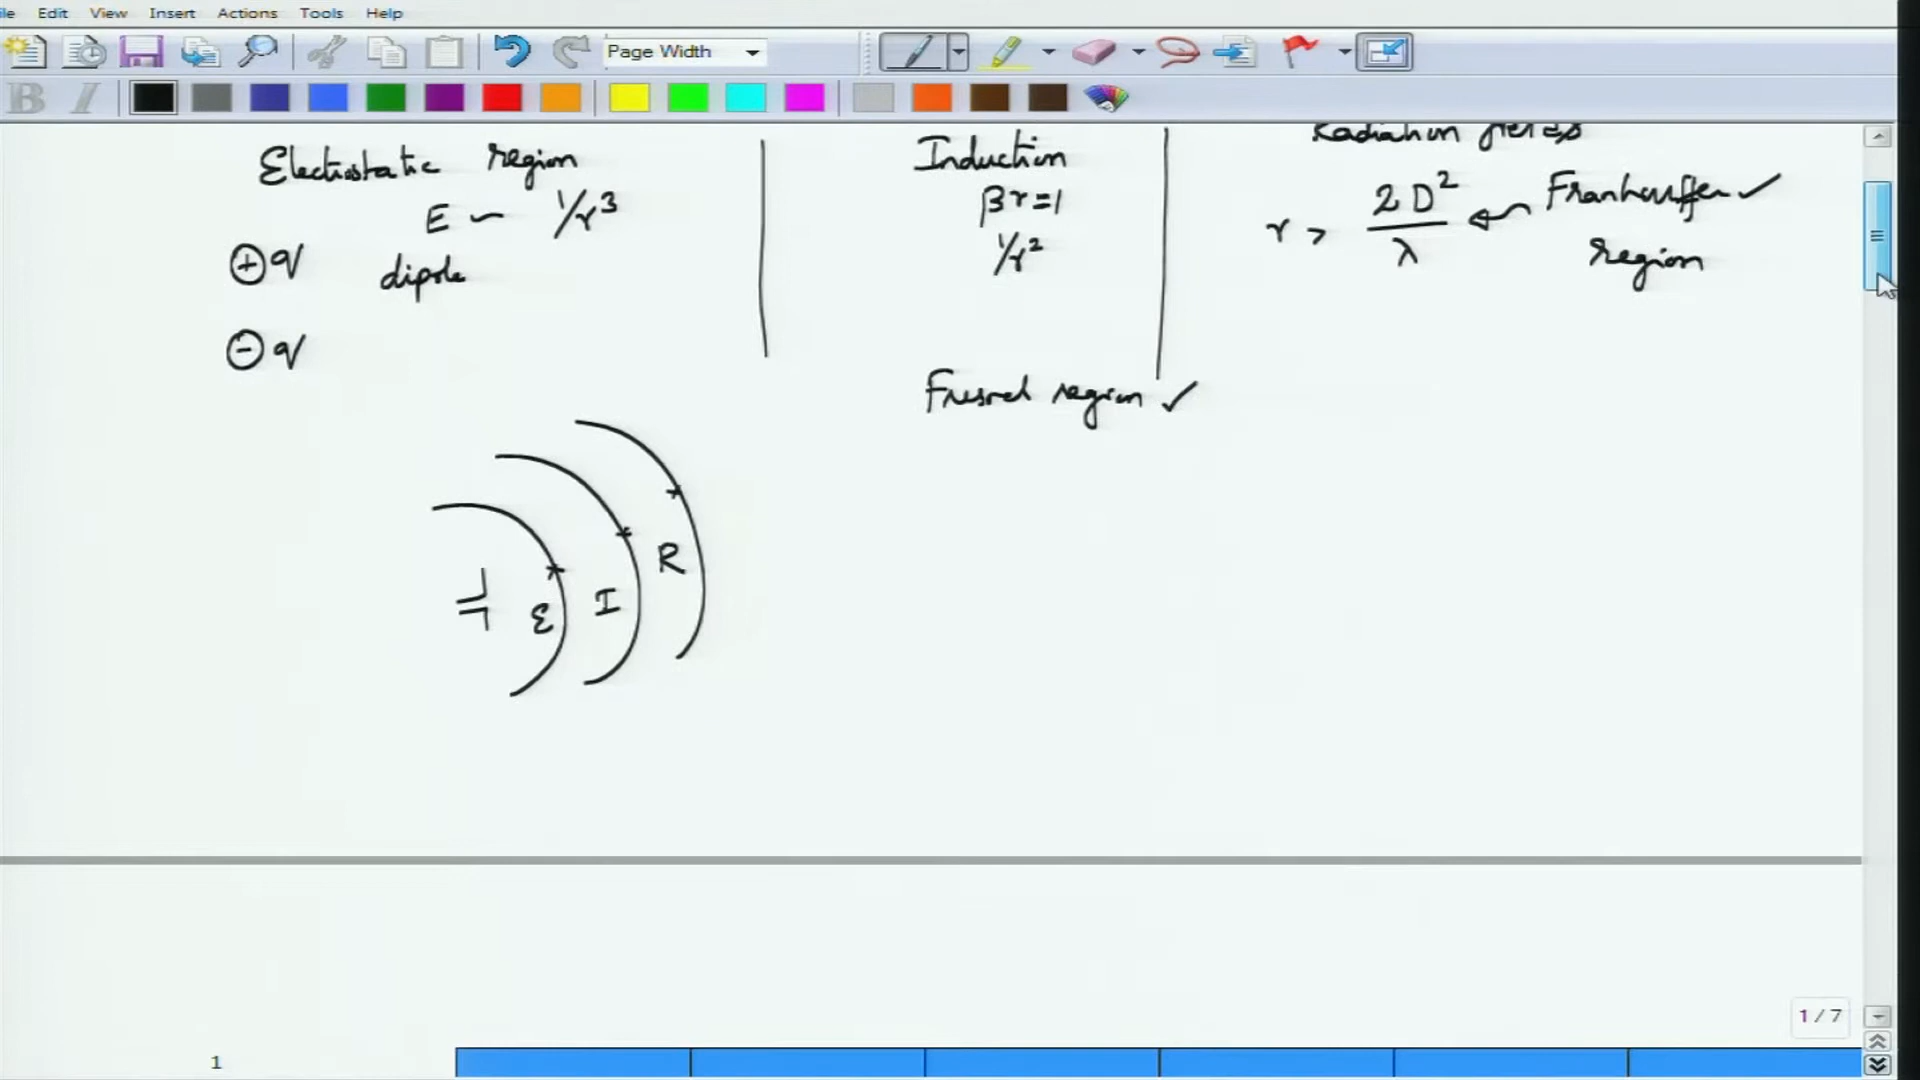 ile Edit View Insert Actions Tools Help
Page Width
B I
Electrostatic region
E ~ 1/r³
⊕q dipole
⊖q
Induction
βr=1
1/r²
Fresnel region ✓
Radiation fields
r > 2D²/λ ← Franhouffer ✓
region
E I R
1 / 7
1